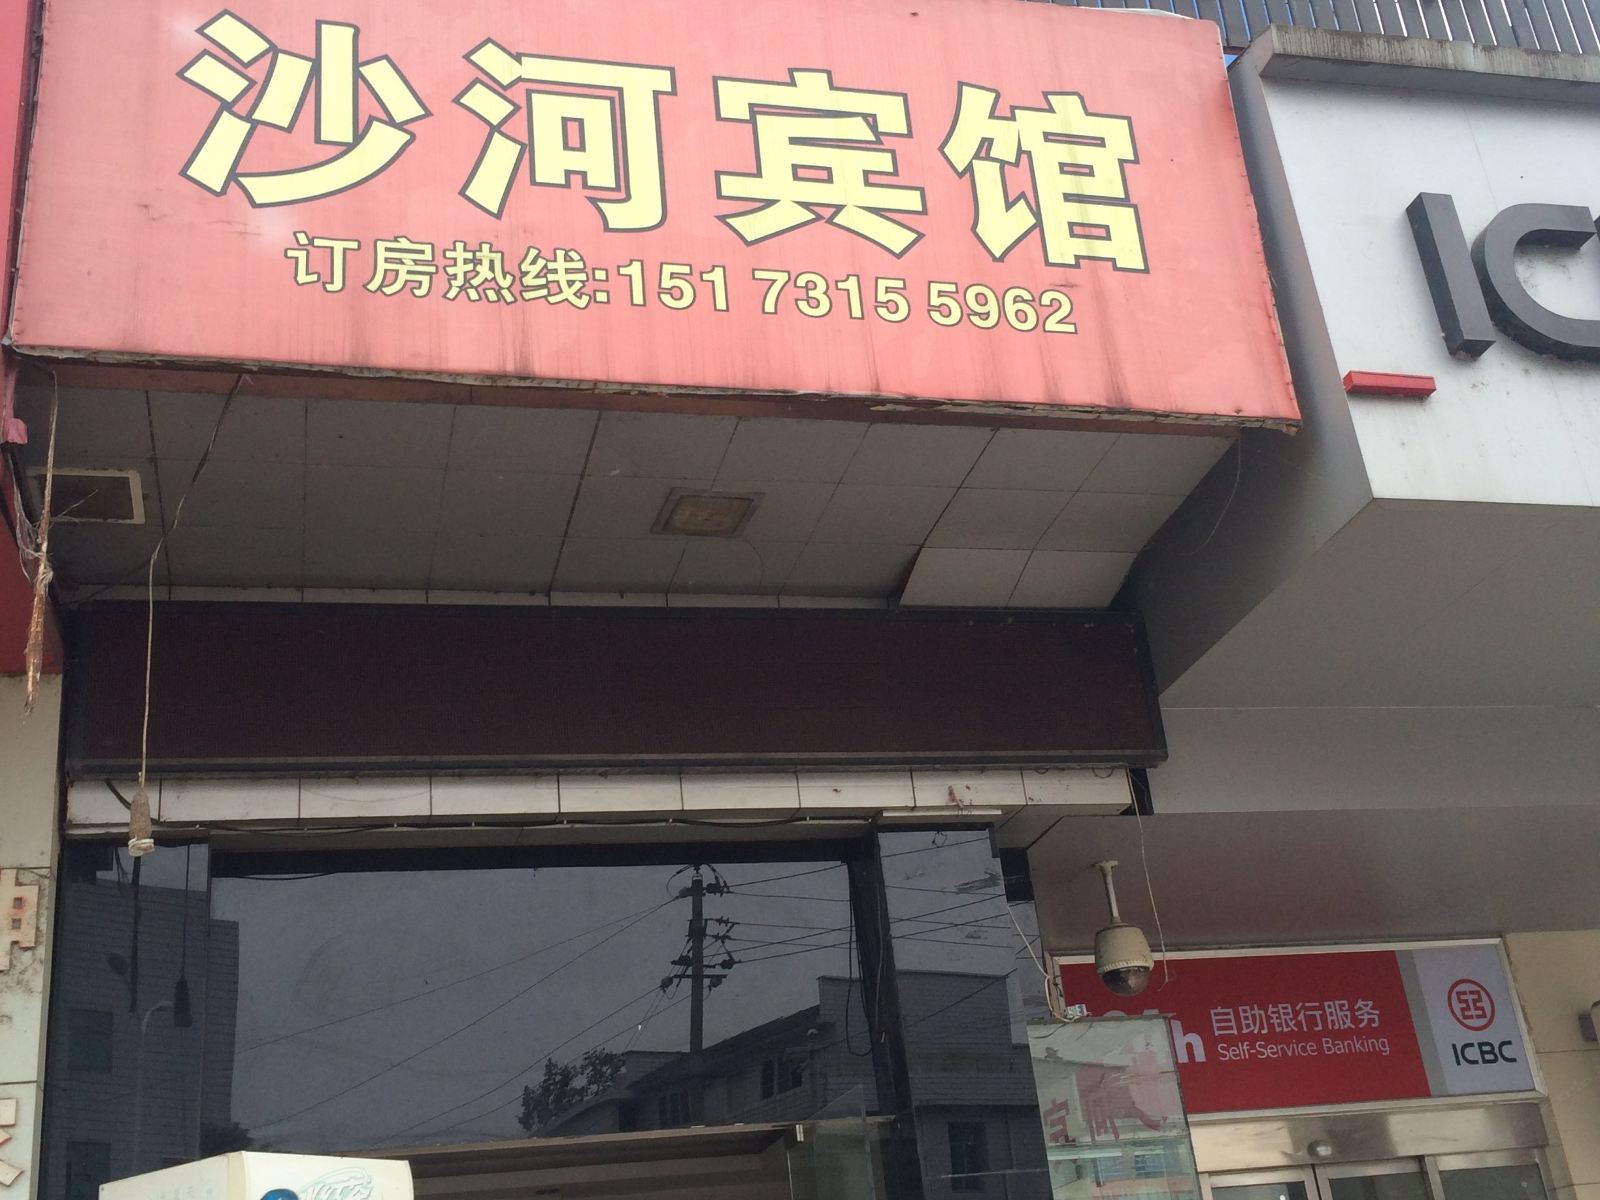 沙河宾馆
订房热线:151 7315 5962
IC
24h 自助银行服务
Self-Service Banking
ICBC